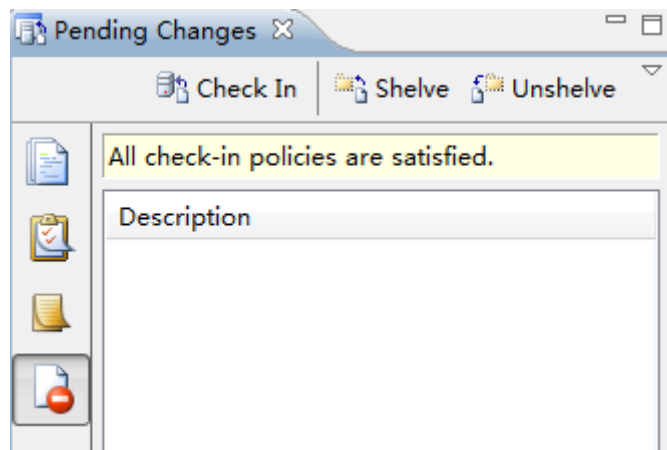 Pending Changes
Check In Shelve Unshelve
All check-in policies are satisfied.
Description